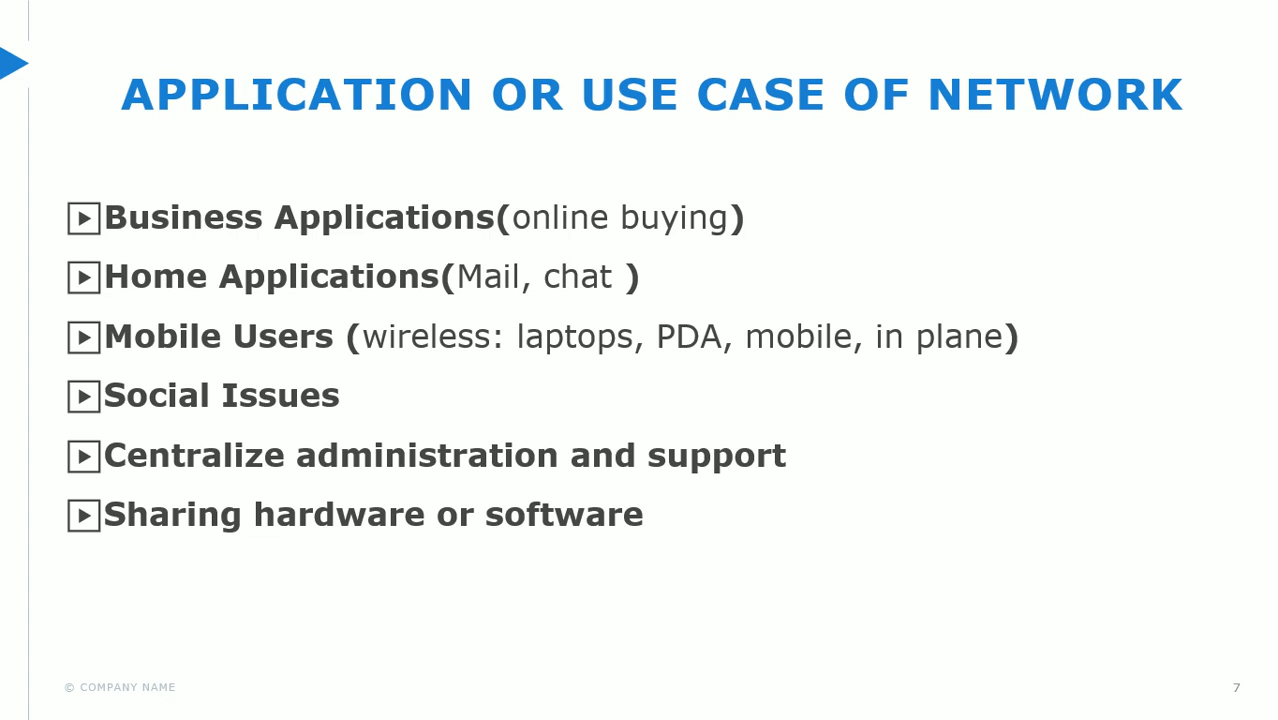 APPLICATION OR USE CASE OF NETWORK
Business Applications(online buying)
Home Applications(Mail, chat )
Mobile Users (wireless: laptops, PDA, mobile, in plane)
Social Issues
Centralize administration and support
Sharing hardware or software
© COMPANY NAME
7